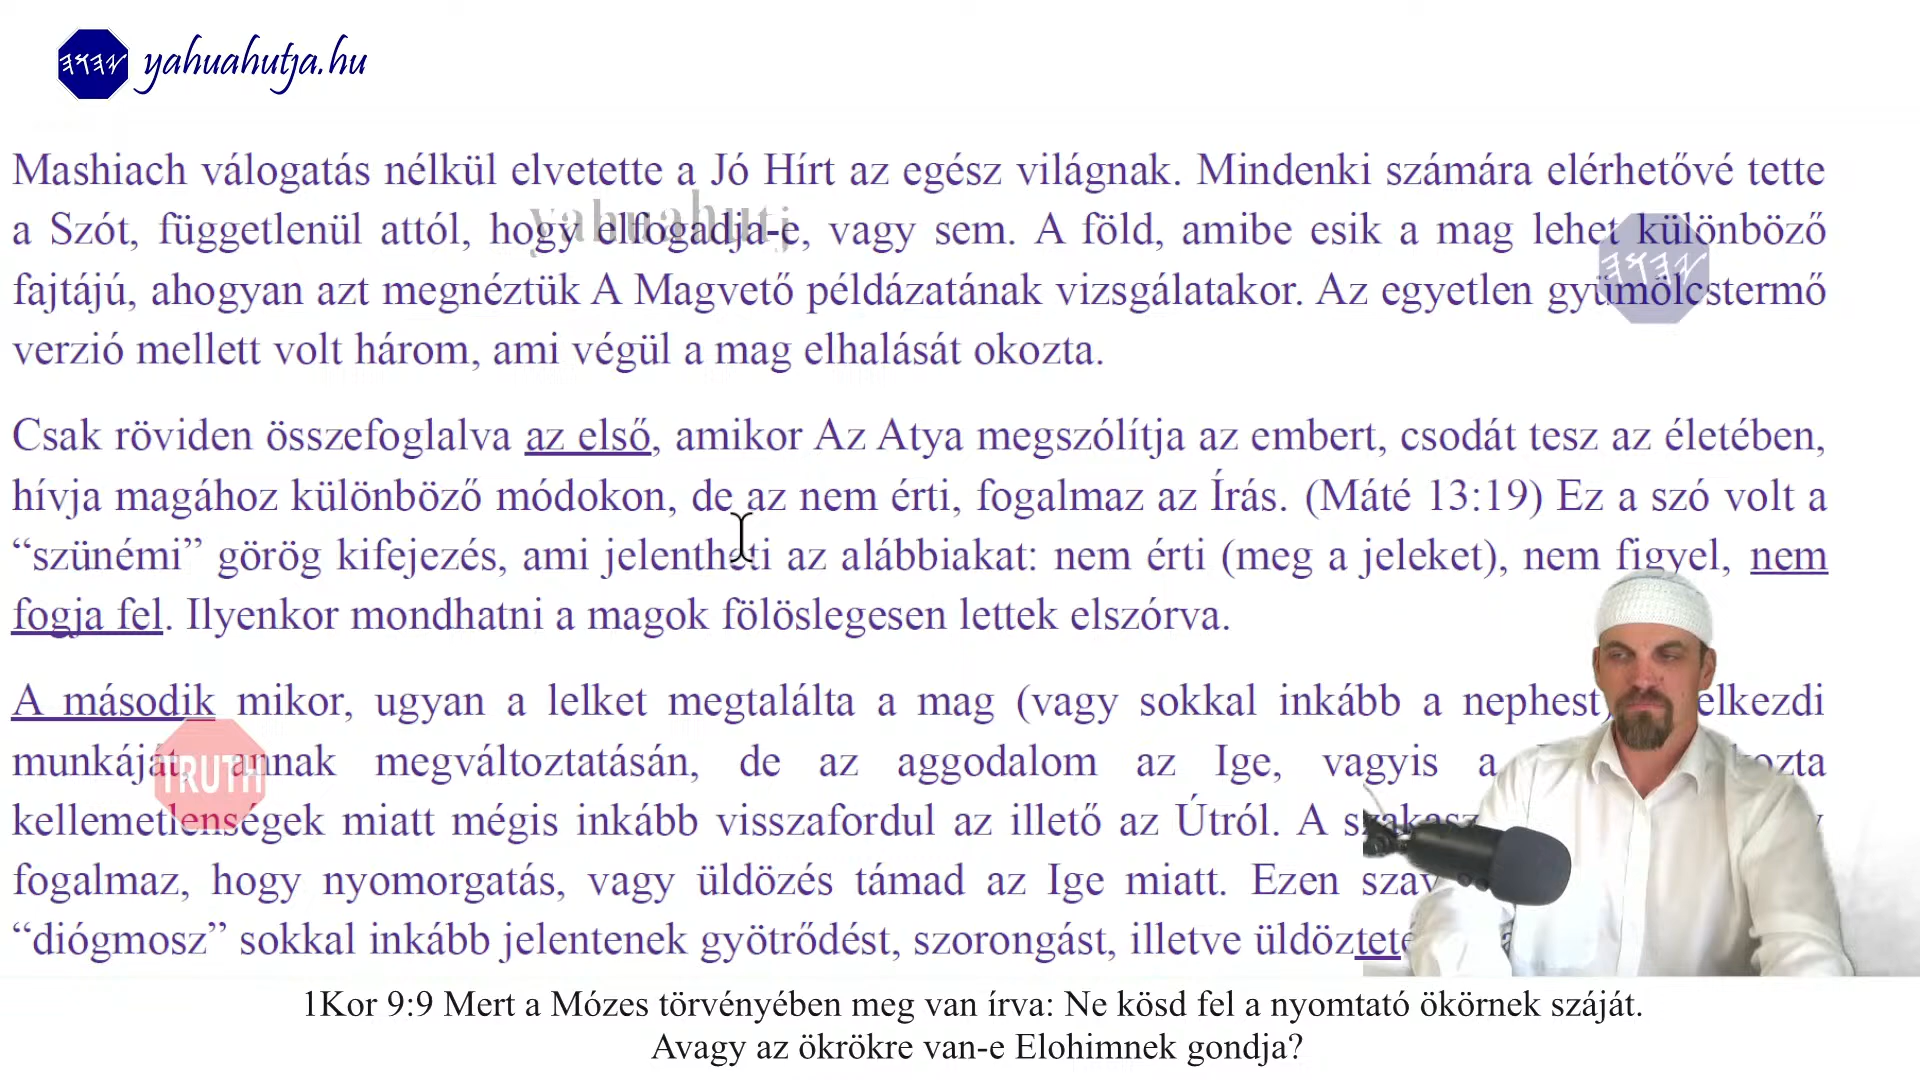 yahuahutja.hu
Mashiach válogatás nélkül elvetette a Jó Hírt az egész világnak. Mindenki számára elérhetővé tette
a Szót, függetlenül attól, hogy elfogadja-e, vagy sem. A föld, amibe esik a mag lehet különböző
yahuahutj
fajtájú, ahogyan azt megnéztük A Magvető példázatának vizsgálatakor. Az egyetlen gyümölcstermő
verzió mellett volt három, ami végül a mag elhalását okozta.
Csak röviden összefoglalva az első, amikor Az Atya megszólítja az embert, csodát tesz az életében,
hívja magához különböző módokon, de az nem érti, fogalmaz az Írás. (Máté 13:19) Ez a szó volt a
“szünémi” görög kifejezés, ami jelentheti az alábbiakat: nem érti (meg a jeleket), nem figyel, nem
fogja fel. Ilyenkor mondhatni a magok fölöslegesen lettek elszórva.
A második mikor, ugyan a lelket megtalálta a mag (vagy sokkal inkább a nephest) elkezdi
munkáját annak megváltoztatásán, de az aggodalom az Ige, vagyis a
TRUTH
kellemetlenségek miatt mégis inkább visszafordul az illető az Útról. A
fogalmaz, hogy nyomorgatás, vagy üldözés támad az Ige miatt. Ezen
“diógmosz” sokkal inkább jelentenek gyötrődést, szorongást, illetve
1Kor 9:9 Mert a Mózes törvényében meg van írva: Ne kösd fel a nyomtató ökörnek száját.
Avagy az ökrökre van-e Elohimnek gondja?